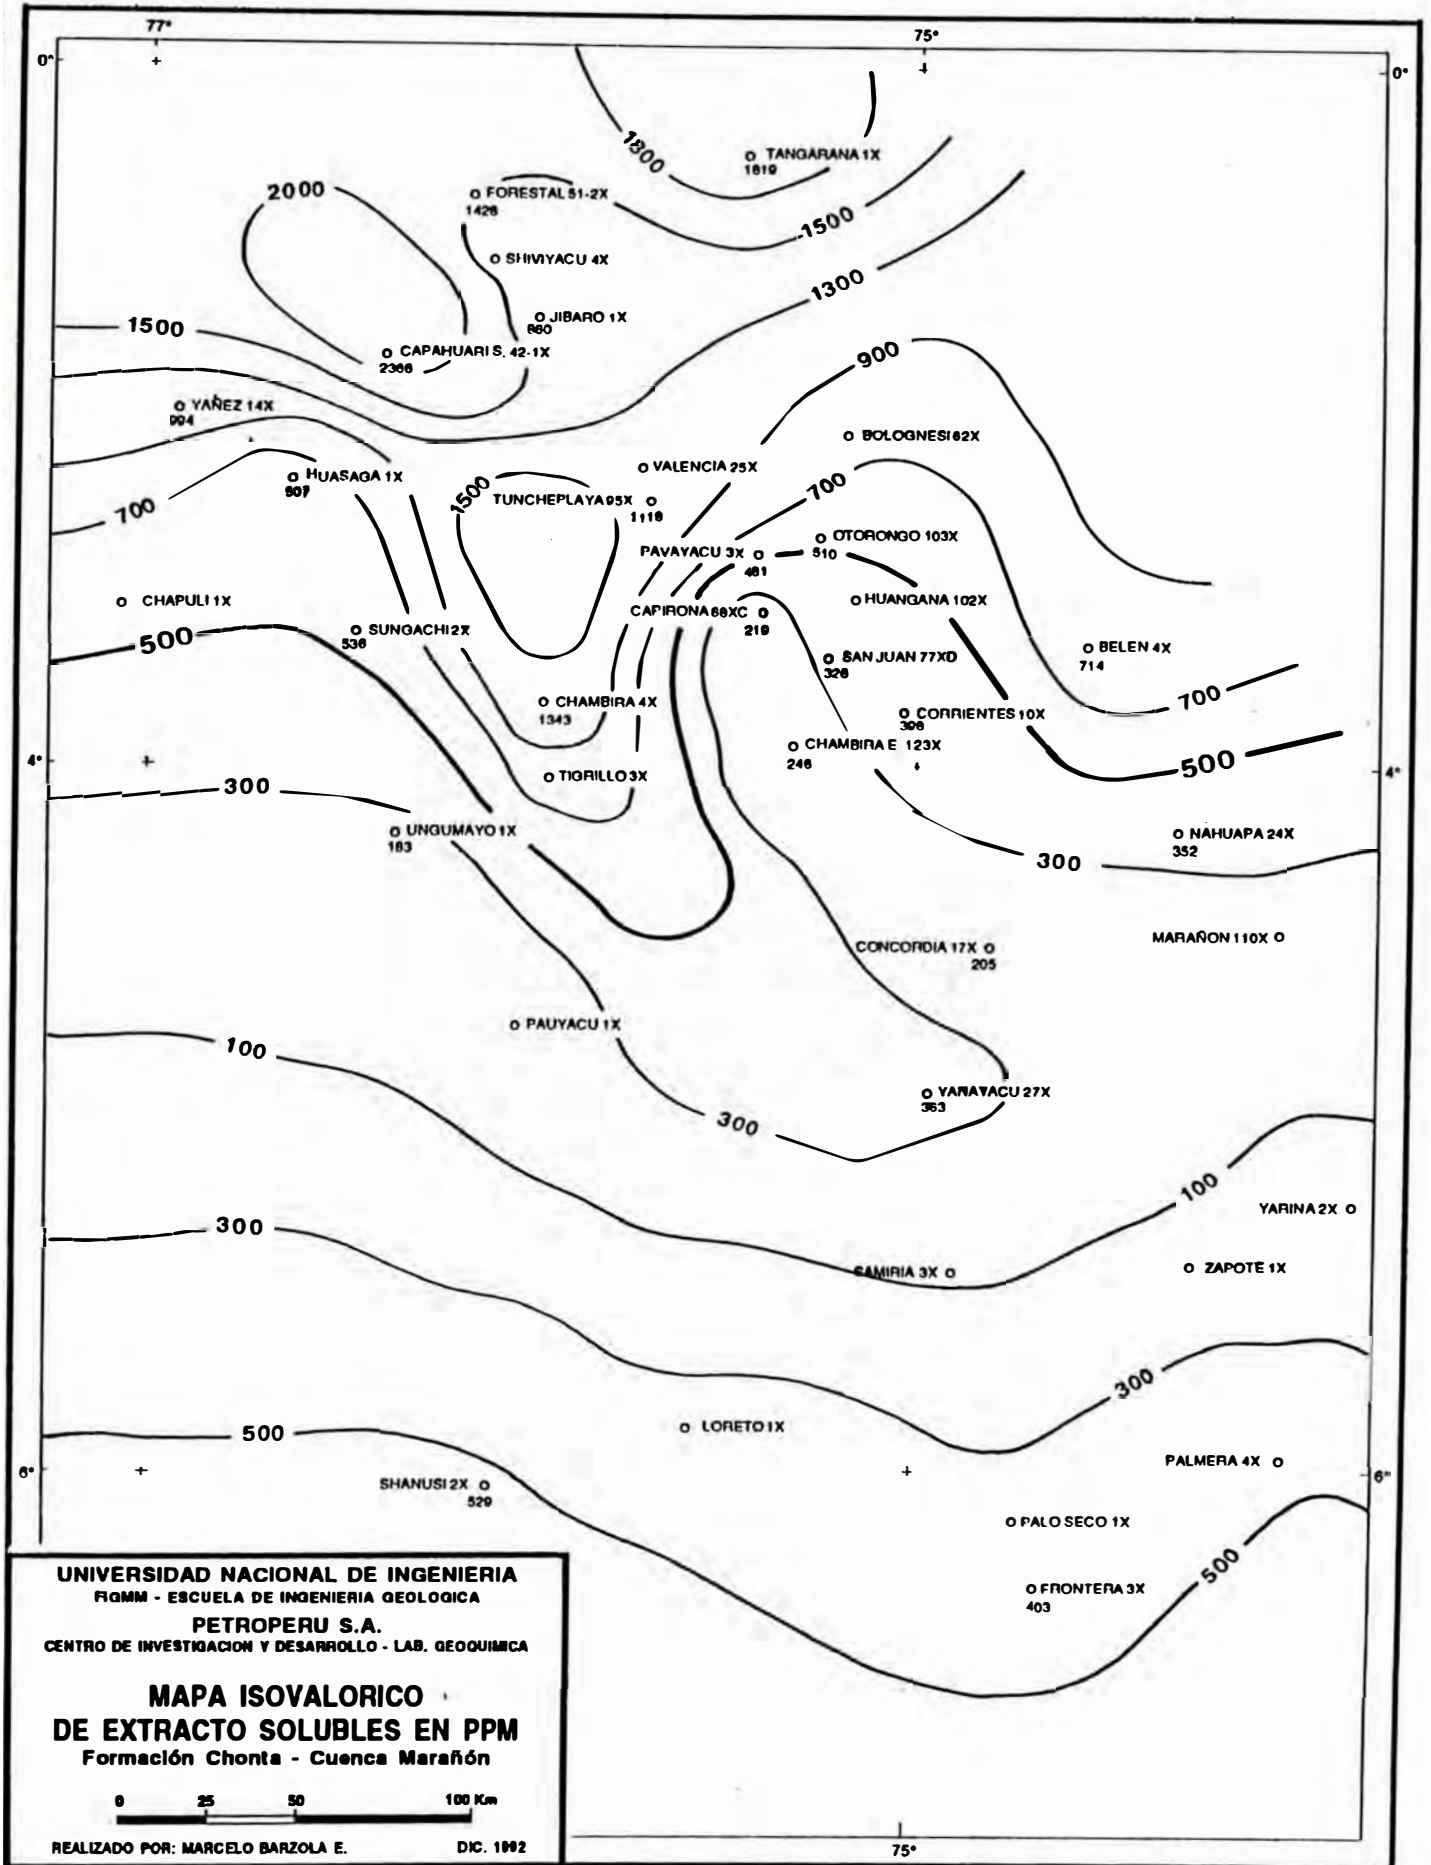 77°
75°
0°
0°
1800
TANGARANA 1X
1619
2000
FORESTAL 51-2X
1426
1500
SHIVIYACU 4X
1300
JIBARO 1X
1500
CAPAHUARI S. 42-1X
2366
900
YAÑEZ 14X
994
BOLOGNESI 62X
VALENCIA 25X
HUASAGA 1X
700
1500
TUNCHEPLAYA 95X
1118
700
OTORONGO 103X
510
PAVAYACU 3X
461
CHAPULI 1X
HUANGANA 102X
CAPIRONA 68XC
219
500
SUNGACHI 2X
536
BELEN 4X
714
SAN JUAN 77XD
326
CHAMBIRA 4X
1343
700
CORRIENTES 10X
398
CHAMBIRA E 123X
246
4°
500
4°
300
TIGRILLO 3X
UNGUMAYO 1X
183
NAHUAPA 24X
352
300
MARAÑON 110X
CONCORDIA 17X
205
PAUYACU 1X
100
YANAYACU 27X
363
300
100
YARINA 2X
300
SAMIRIA 3X
ZAPOTE 1X
300
LORETO 1X
500
PALMERA 4X
6°
6°
SHANUSI 2X
529
PALO SECO 1X
500
FRONTERA 3X
403
UNIVERSIDAD NACIONAL DE INGENIERIA
FIGMM - ESCUELA DE INGENIERIA GEOLOGICA
PETROPERU S.A.
CENTRO DE INVESTIGACION Y DESARROLLO - LAB. GEOQUIMICA
MAPA ISOVALORICO
DE EXTRACTO SOLUBLES EN PPM
Formación Chonta - Cuenca Marañón
0 25 50 100 Km
REALIZADO POR: MARCELO BARZOLA E. DIC. 1992
75°